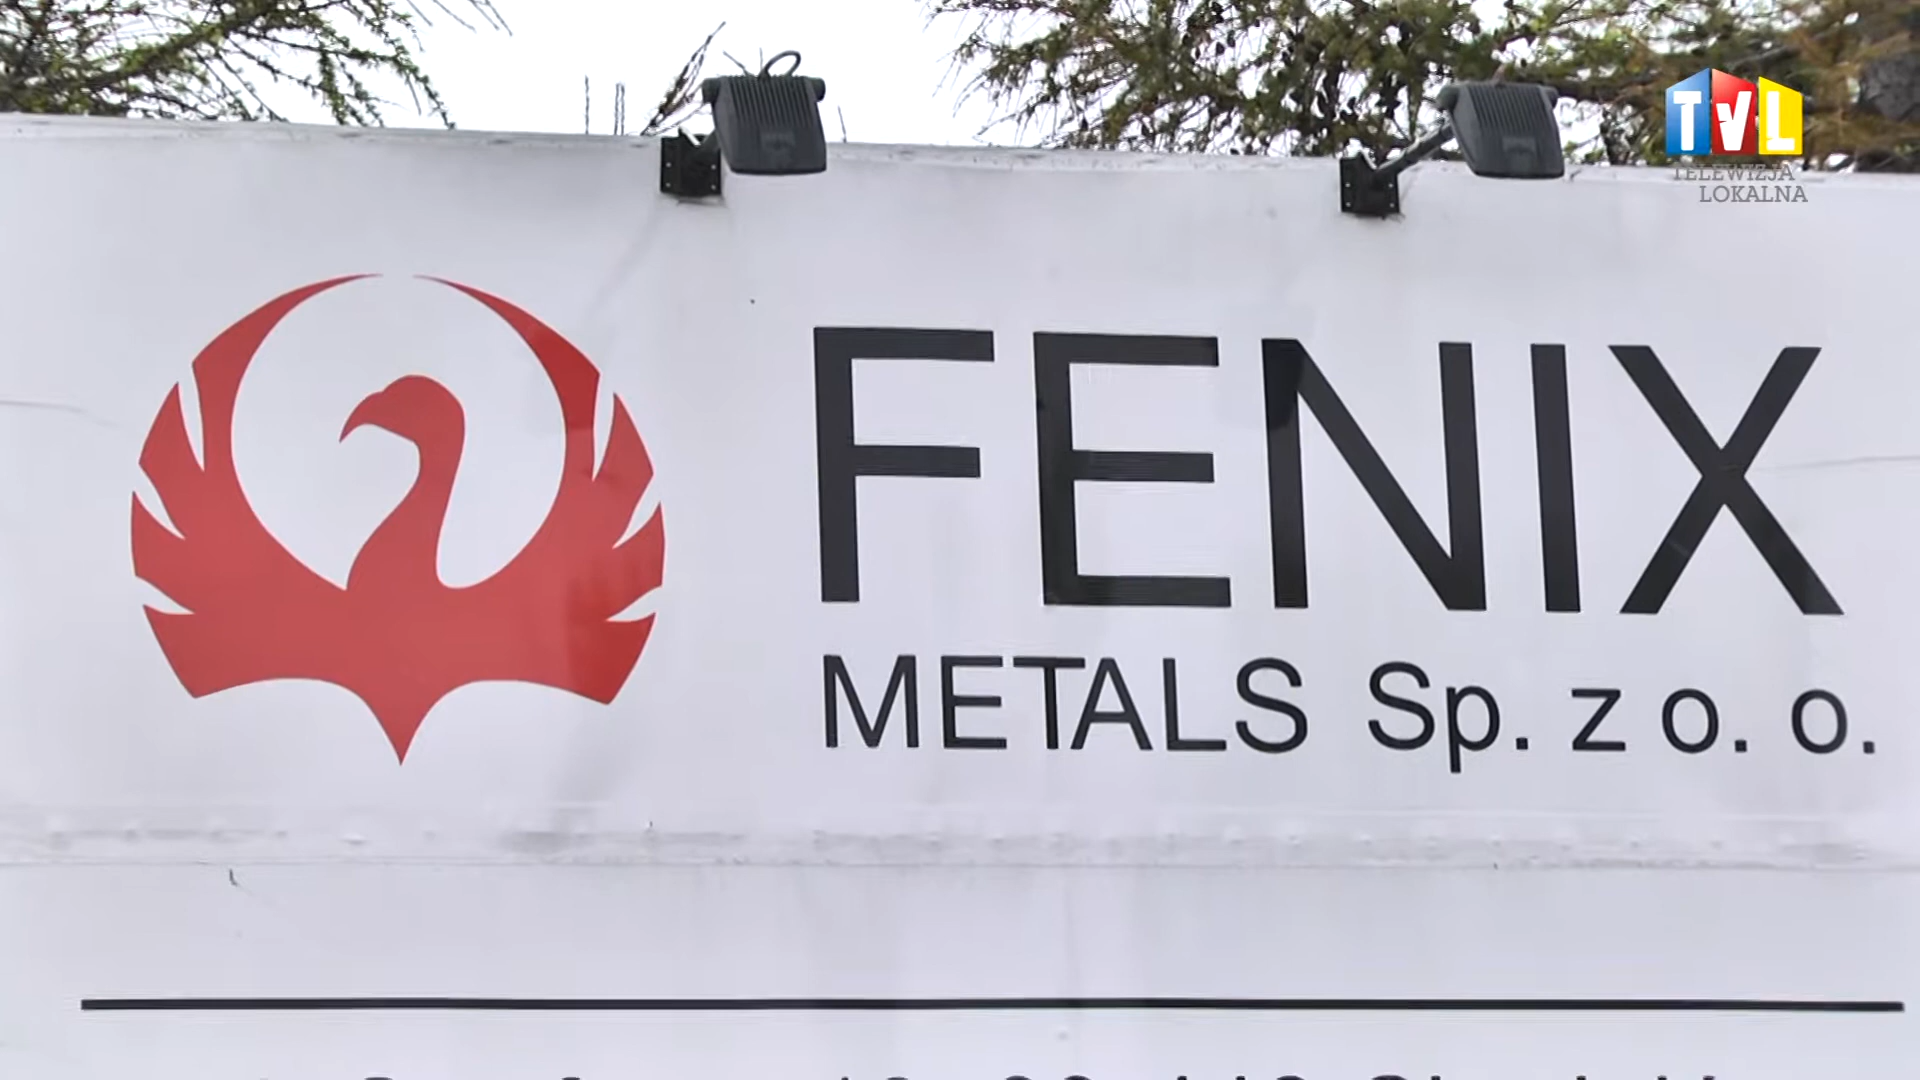 TVL
TELEWIZJA
LOKALNA
FENIX
METALS Sp. z o. o.